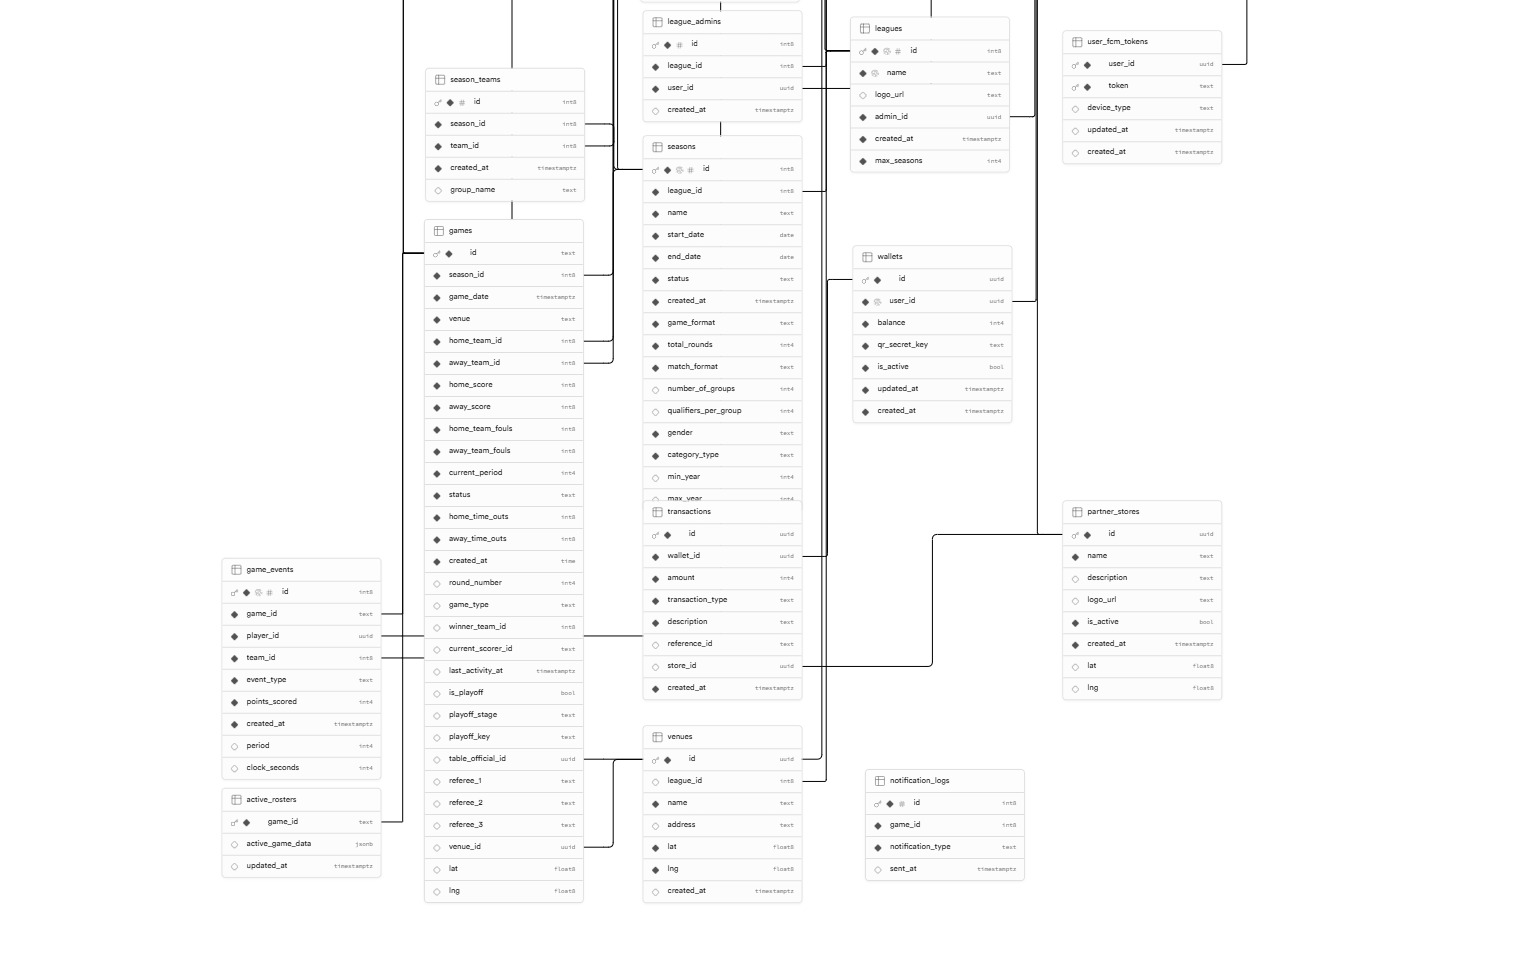 league_admins
id int8
league_id int8
user_id uuid
created_at timestamptz
leagues
id int8
name text
logo_url text
admin_id uuid
created_at timestamptz
max_seasons int4
user_fcm_tokens
user_id uuid
token text
device_type text
updated_at timestamptz
created_at timestamptz
season_teams
id int8
season_id int8
team_id int8
created_at timestamptz
group_name text
seasons
id int8
league_id int8
name text
start_date date
end_date date
status text
created_at timestamptz
game_format text
total_rounds int4
match_format text
number_of_groups int4
qualifiers_per_group int4
gender text
category_type text
min_year int4
max_year int4
games
id text
season_id int8
game_date timestamptz
venue text
home_team_id int8
away_team_id int8
home_score int8
away_score int8
home_team_fouls int8
away_team_fouls int8
current_period int4
status text
home_time_outs int8
away_time_outs int8
created_at time
round_number int4
game_type text
winner_team_id int8
current_scorer_id text
last_activity_at timestamptz
is_playoff bool
playoff_stage text
playoff_key text
table_official_id uuid
referee_1 text
referee_2 text
referee_3 text
venue_id uuid
lat float8
lng float8
wallets
id uuid
user_id uuid
balance int4
qr_secret_key text
is_active bool
updated_at timestamptz
created_at timestamptz
transactions
id uuid
wallet_id uuid
amount int4
transaction_type text
description text
reference_id text
store_id uuid
created_at timestamptz
partner_stores
id uuid
name text
description text
logo_url text
is_active bool
created_at timestamptz
lat float8
lng float8
game_events
id int8
game_id text
player_id uuid
team_id int8
event_type text
points_scored int4
created_at timestamptz
period int4
clock_seconds int4
active_rosters
game_id text
active_game_data jsonb
updated_at timestamptz
venues
id uuid
league_id int8
name text
address text
lat float8
lng float8
created_at timestamptz
notification_logs
id int8
game_id int8
notification_type text
sent_at timestamptz